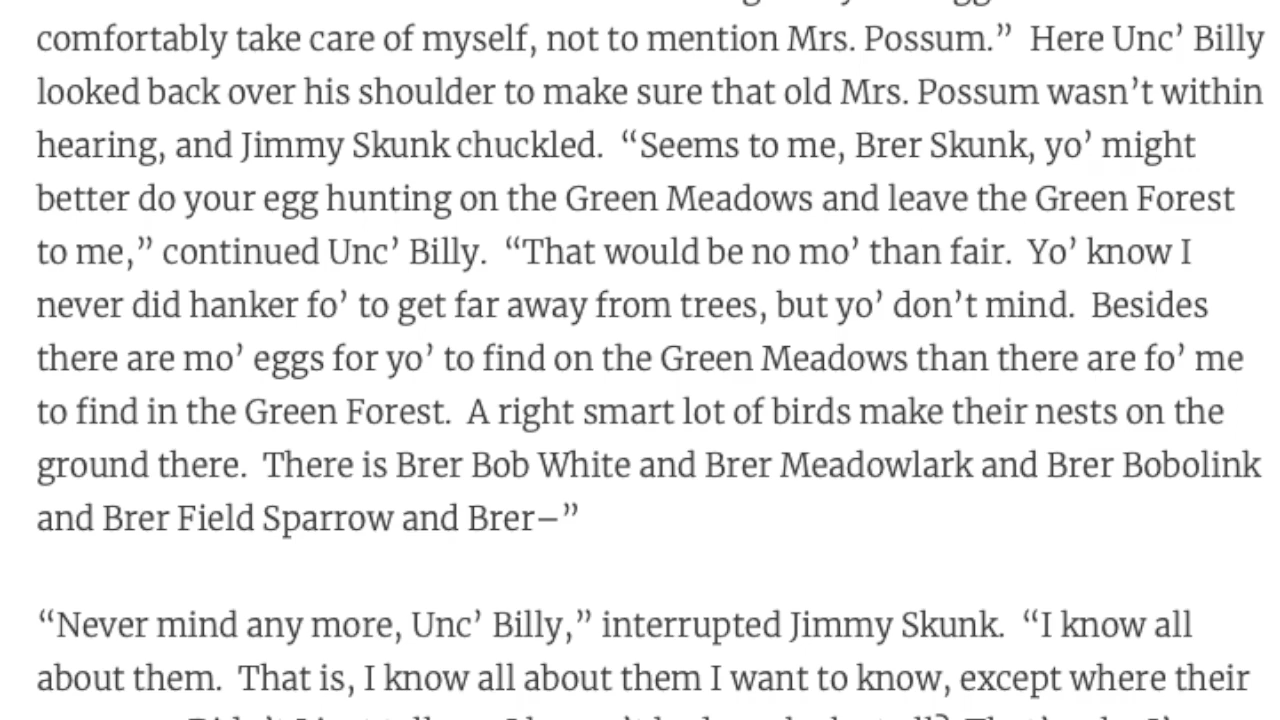 comfortably take care of myself, not to mention Mrs. Possum.”  Here Unc’ Billy
looked back over his shoulder to make sure that old Mrs. Possum wasn’t within
hearing, and Jimmy Skunk chuckled.  “Seems to me, Brer Skunk, yo’ might
better do your egg hunting on the Green Meadows and leave the Green Forest
to me,” continued Unc’ Billy.  “That would be no mo’ than fair.  Yo’ know I
never did hanker fo’ to get far away from trees, but yo’ don’t mind.  Besides
there are mo’ eggs for yo’ to find on the Green Meadows than there are fo’ me
to find in the Green Forest.  A right smart lot of birds make their nests on the
ground there.  There is Brer Bob White and Brer Meadowlark and Brer Bobolink
and Brer Field Sparrow and Brer–”
“Never mind any more, Unc’ Billy,” interrupted Jimmy Skunk.  “I know all
about them.  That is, I know all about them I want to know, except where their